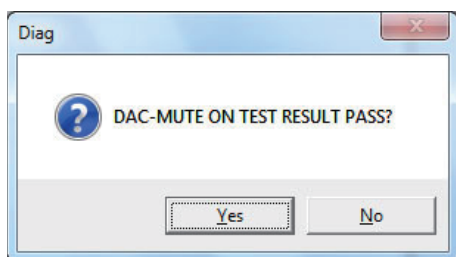 Diag
DAC-MUTE ON TEST RESULT PASS?
Yes
No